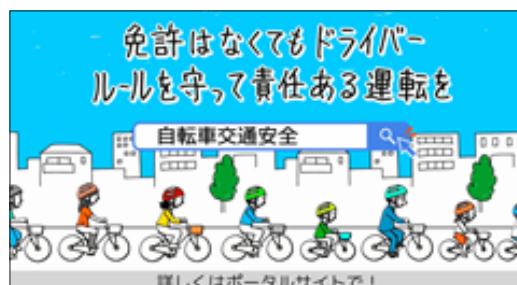 免許はなくてもドライバー
ルールを守って責任ある運転を
自転車交通安全
詳しくはポータルサイトで！